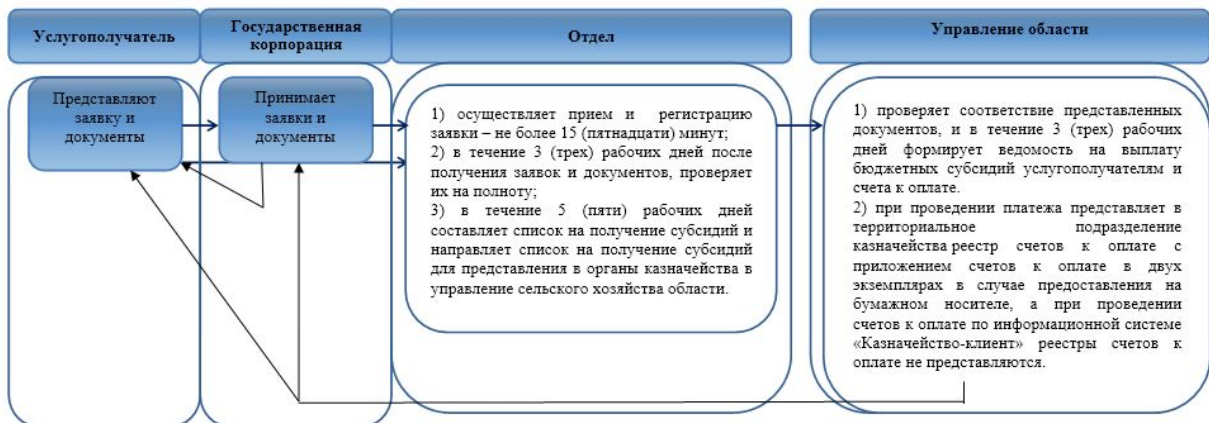 Услугополучатель
Государственная
корпорация
Отдел
Управление области
Представляют
заявку и
документы
Принимает
заявки и
документы
1) осуществляет прием и регистрацию
заявки – не более 15 (пятнадцати) минут;
2) в течение 3 (трех) рабочих дней после
получения заявок и документов, проверяет
их на полноту;
3) в течение 5 (пяти) рабочих дней
составляет список на получение субсидий и
направляет список на получение субсидий
для представления в органы казначейства в
управление сельского хозяйства области.
1) проверяет соответствие представленных
документов, и в течение 3 (трех) рабочих
дней формирует ведомость на выплату
бюджетных субсидий услугополучателям и
счета к оплате.
2) при проведении платежа представляет в
территориальное подразделение
казначейства реестр счетов к оплате с
приложением счетов к оплате в двух
экземплярах в случае предоставления на
бумажном носителе, а при проведении
счетов к оплате по информационной системе
«Казначейство-клиент» реестры счетов к
оплате не представляются.